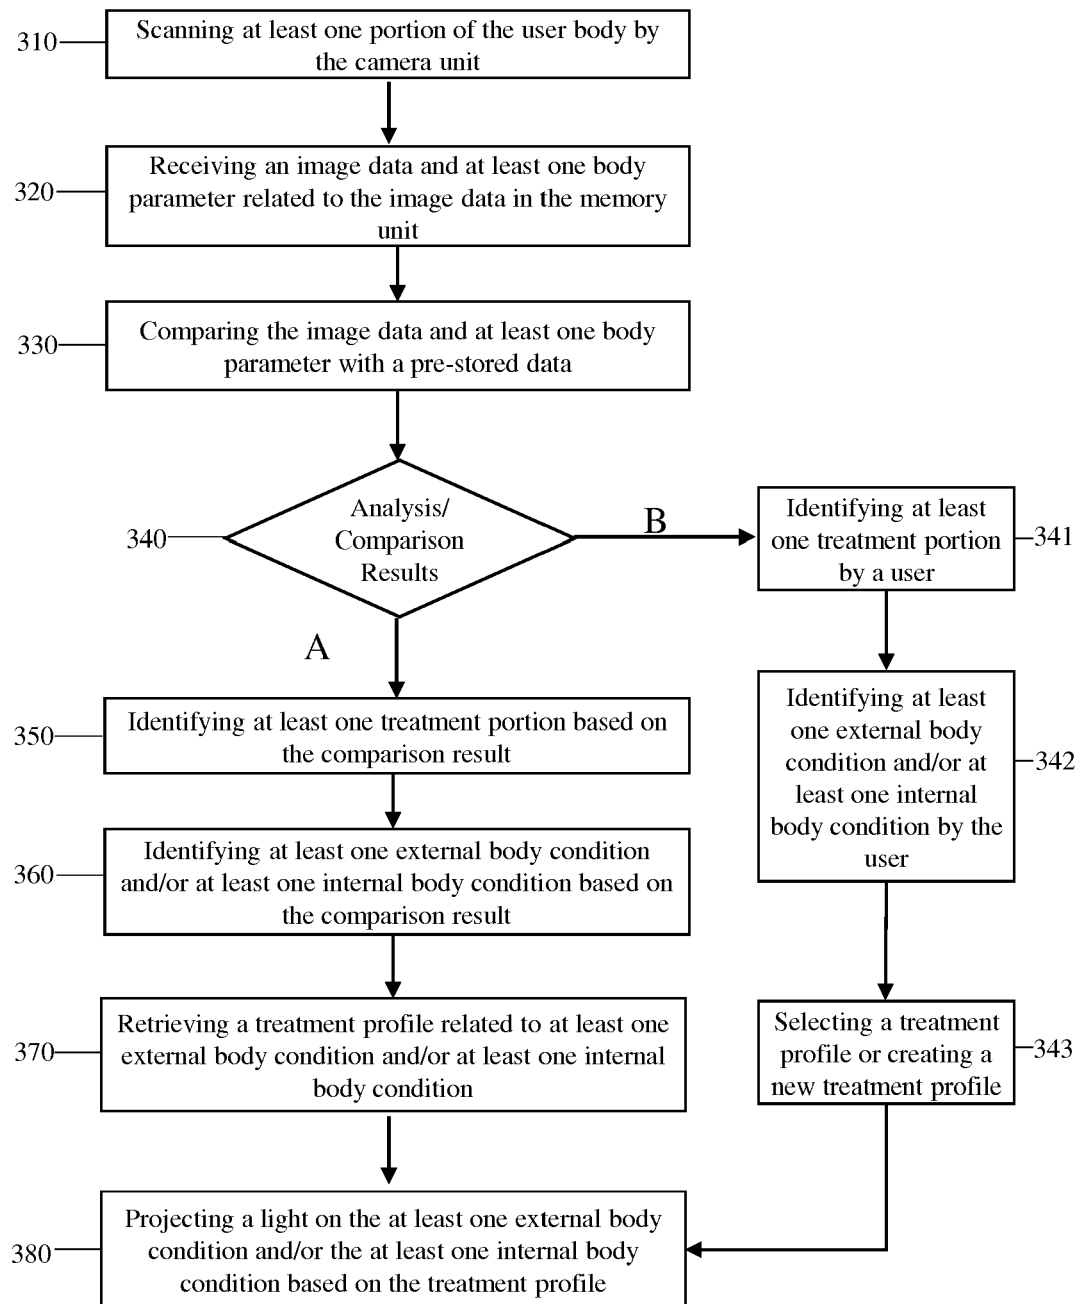 310
Scanning at least one portion of the user body by
the camera unit
320
Receiving an image data and at least one body
parameter related to the image data in the memory
unit
330
Comparing the image data and at least one body
parameter with a pre-stored data
340
Analysis/
Comparison
Results
B
A
Identifying at least
one treatment portion
by a user
341
Identifying at least
one external body
condition and/or at
least one internal
body condition by the
user
342
Selecting a treatment
profile or creating a
new treatment profile
343
350
Identifying at least one treatment portion based on
the comparison result
360
Identifying at least one external body condition
and/or at least one internal body condition based on
the comparison result
370
Retrieving a treatment profile related to at least one
external body condition and/or at least one internal
body condition
380
Projecting a light on the at least one external body
condition and/or the at least one internal body
condition based on the treatment profile